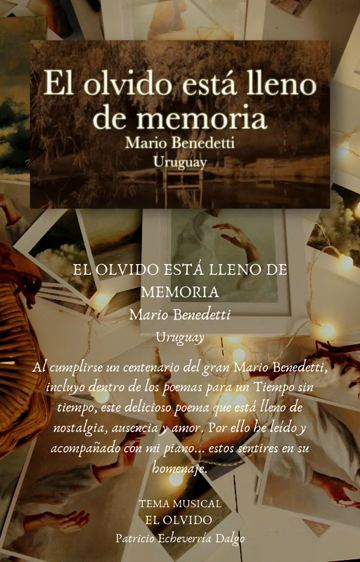 El olvido está lleno
de memoria
Mario Benedetti
Uruguay
EL OLVIDO ESTÁ LLENO DE
MEMORIA
Mario Benedetti
Uruguay
Al cumplirse un centenario del gran Mario Benedetti,
incluyo dentro de los poemas para un Tiempo sin
tiempo, este delicioso poema que está lleno de
nostalgia, ausencia y amor. Por ello he leído y
acompañado con mi piano... estos sentires en su
homenaje.
TEMA MUSICAL
EL OLVIDO
Patricio Echeverría Dalgo